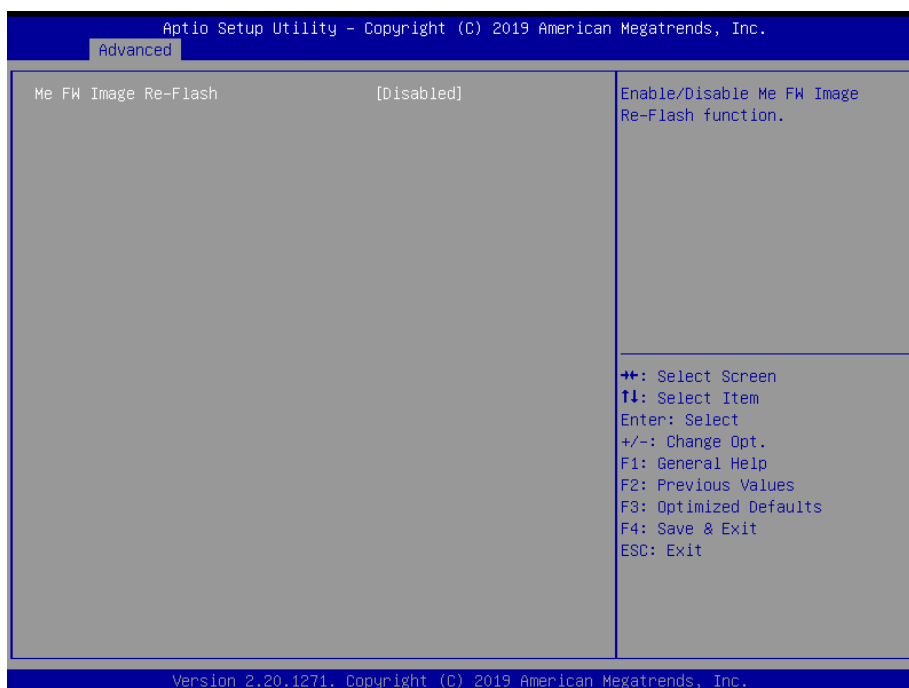 Aptio Setup Utility – Copyright (C) 2019 American Megatrends, Inc.
Advanced
Me FW Image Re-Flash [Disabled]
Enable/Disable Me FW Image
Re-Flash function.
→←: Select Screen
↑↓: Select Item
Enter: Select
+/-: Change Opt.
F1: General Help
F2: Previous Values
F3: Optimized Defaults
F4: Save & Exit
ESC: Exit
Version 2.20.1271. Copyright (C) 2019 American Megatrends, Inc.